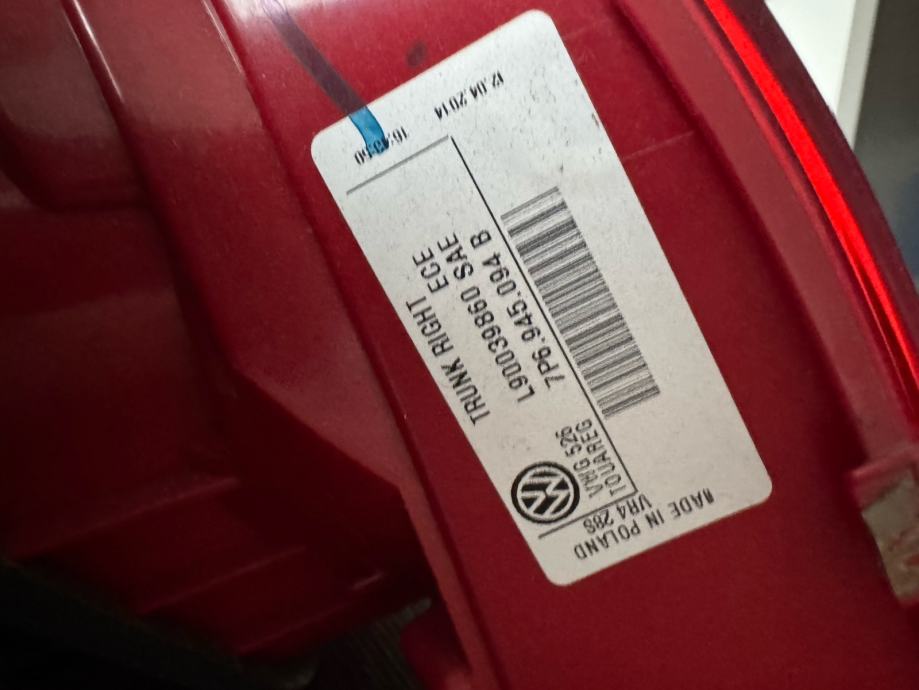 TRUNK RIGHT ECE
L90039860 SAE
7P6.945.094 B
VWG 526
TOUAREG
VR4 28S
MADE IN POLAND
17.04.2014